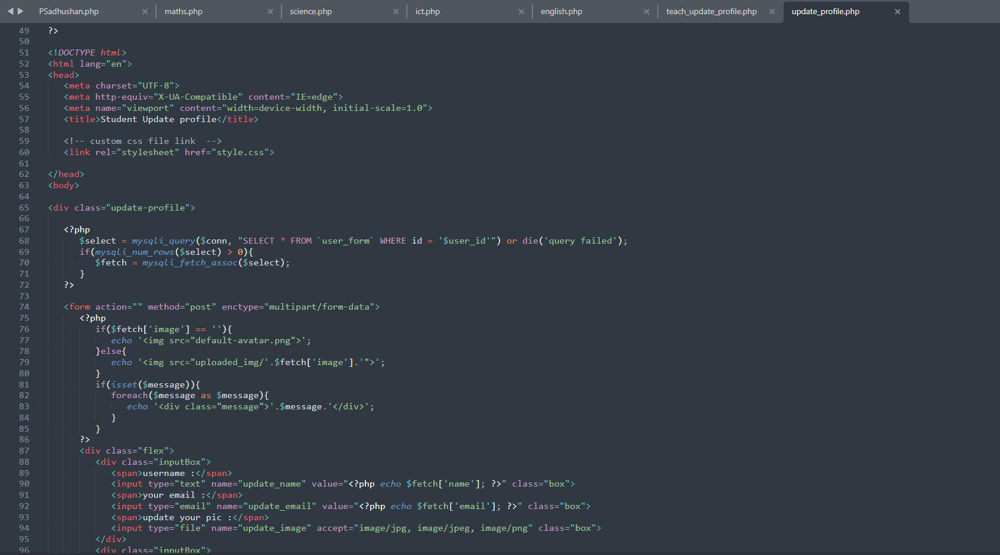 PSadhushan.php × maths.php × science.php × ict.php × english.php × teach_update_profile.php × update_profile.php ×
49 ?>
50
51 <!DOCTYPE html>
52 <html lang="en">
53 <head>
54    <meta charset="UTF-8">
55    <meta http-equiv="X-UA-Compatible" content="IE=edge">
56    <meta name="viewport" content="width=device-width, initial-scale=1.0">
57    <title>Student Update profile</title>
58
59    <!-- custom css file link  -->
60    <link rel="stylesheet" href="style.css">
61
62 </head>
63 <body>
64
65 <div class="update-profile">
66
67    <?php
68       $select = mysqli_query($conn, "SELECT * FROM `user_form` WHERE id = '$user_id'") or die('query failed');
69       if(mysqli_num_rows($select) > 0){
70          $fetch = mysqli_fetch_assoc($select);
71       }
72    ?>
73
74    <form action="" method="post" enctype="multipart/form-data">
75       <?php
76          if($fetch['image'] == ''){
77             echo '<img src="default-avatar.png">';
78          }else{
79             echo '<img src="uploaded_img/'.$fetch['image'].'">';
80          }
81          if(isset($message)){
82             foreach($message as $message){
83                echo '<div class="message">'.$message.'</div>';
84             }
85          }
86       ?>
87       <div class="flex">
88          <div class="inputBox">
89             <span>username :</span>
90             <input type="text" name="update_name" value="<?php echo $fetch['name']; ?>" class="box">
91             <span>your email :</span>
92             <input type="email" name="update_email" value="<?php echo $fetch['email']; ?>" class="box">
93             <span>update your pic :</span>
94             <input type="file" name="update_image" accept="image/jpg, image/jpeg, image/png" class="box">
95          </div>
96          <div class="inputBox">